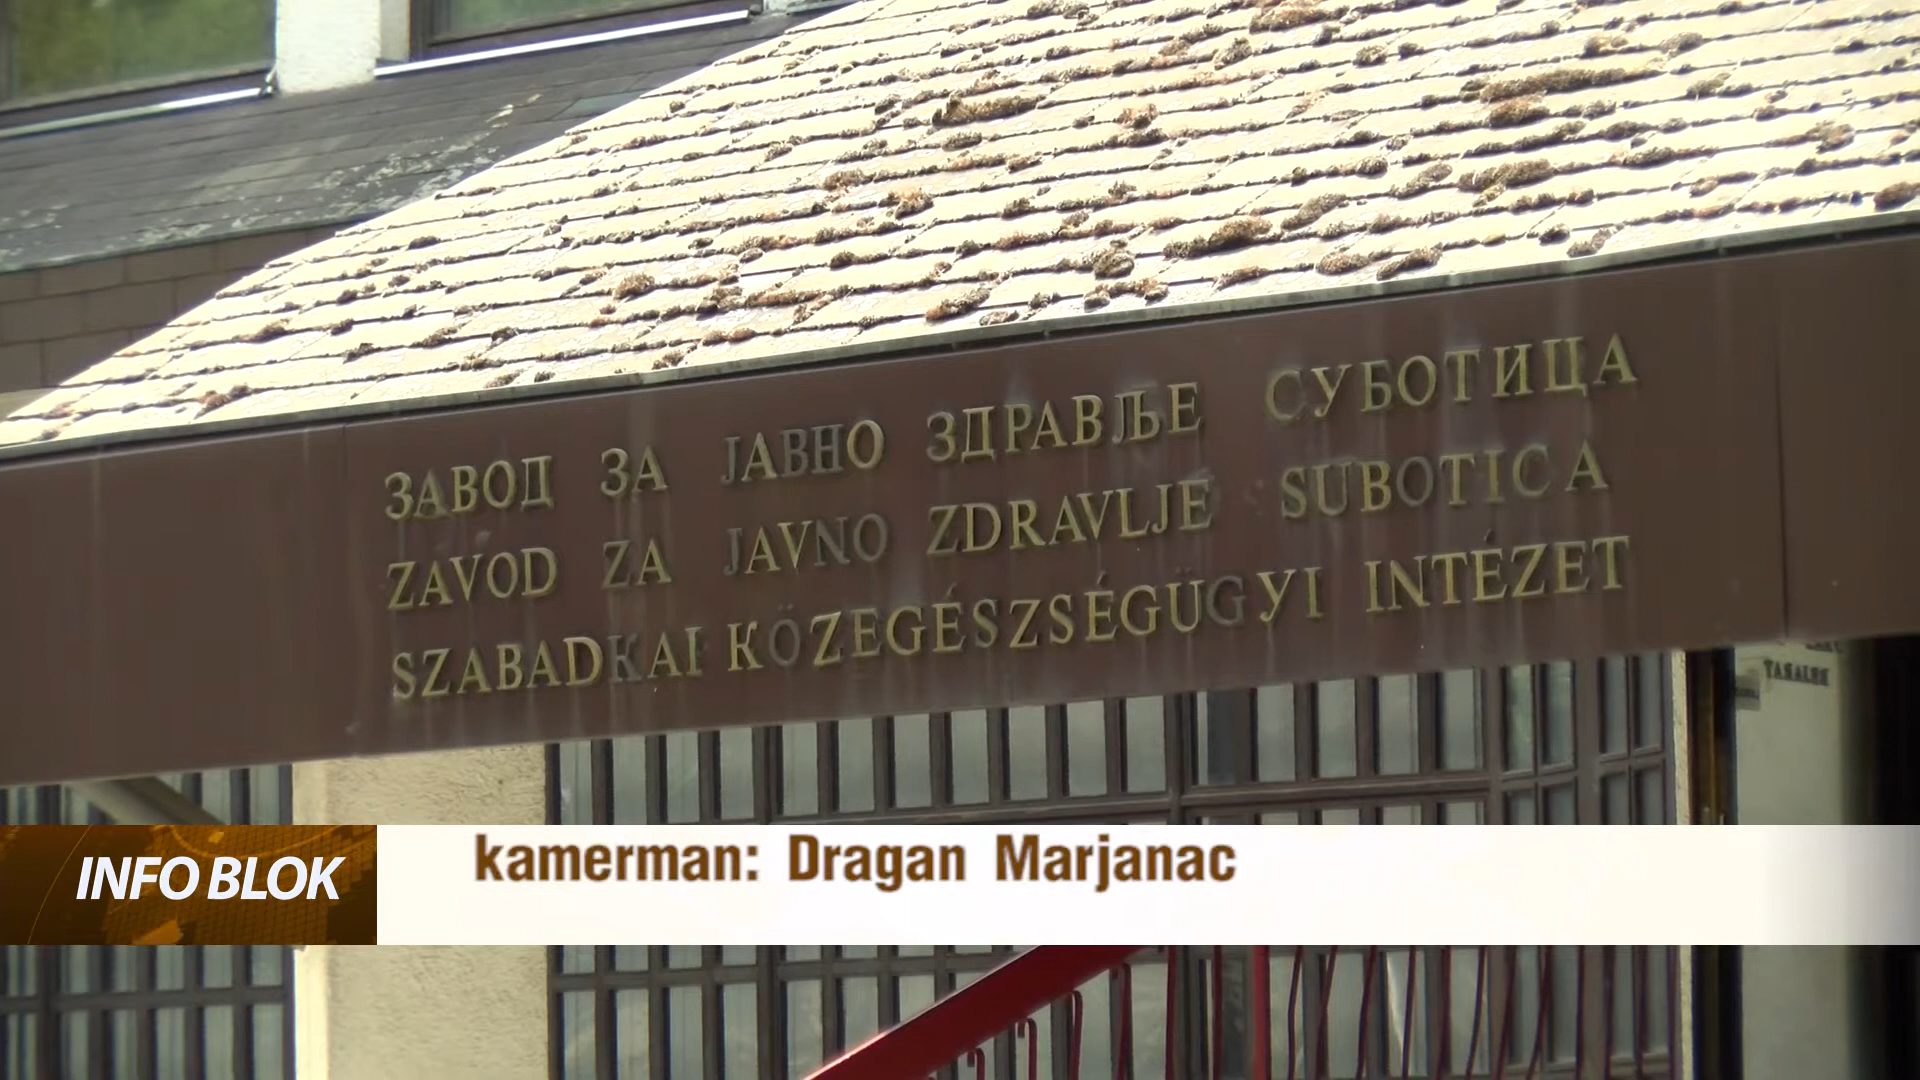 ЗАВОД ЗА ЈАВНО ЗДРАВЉЕ СУБОТИЦА
ZAVOD ZA JAVNO ZDRAVLJE SUBOTICA
SZABADKAI KÖZEGÉSZSÉGÜGYI INTÉZET
INFO BLOK
kamerman: Dragan Marjanac